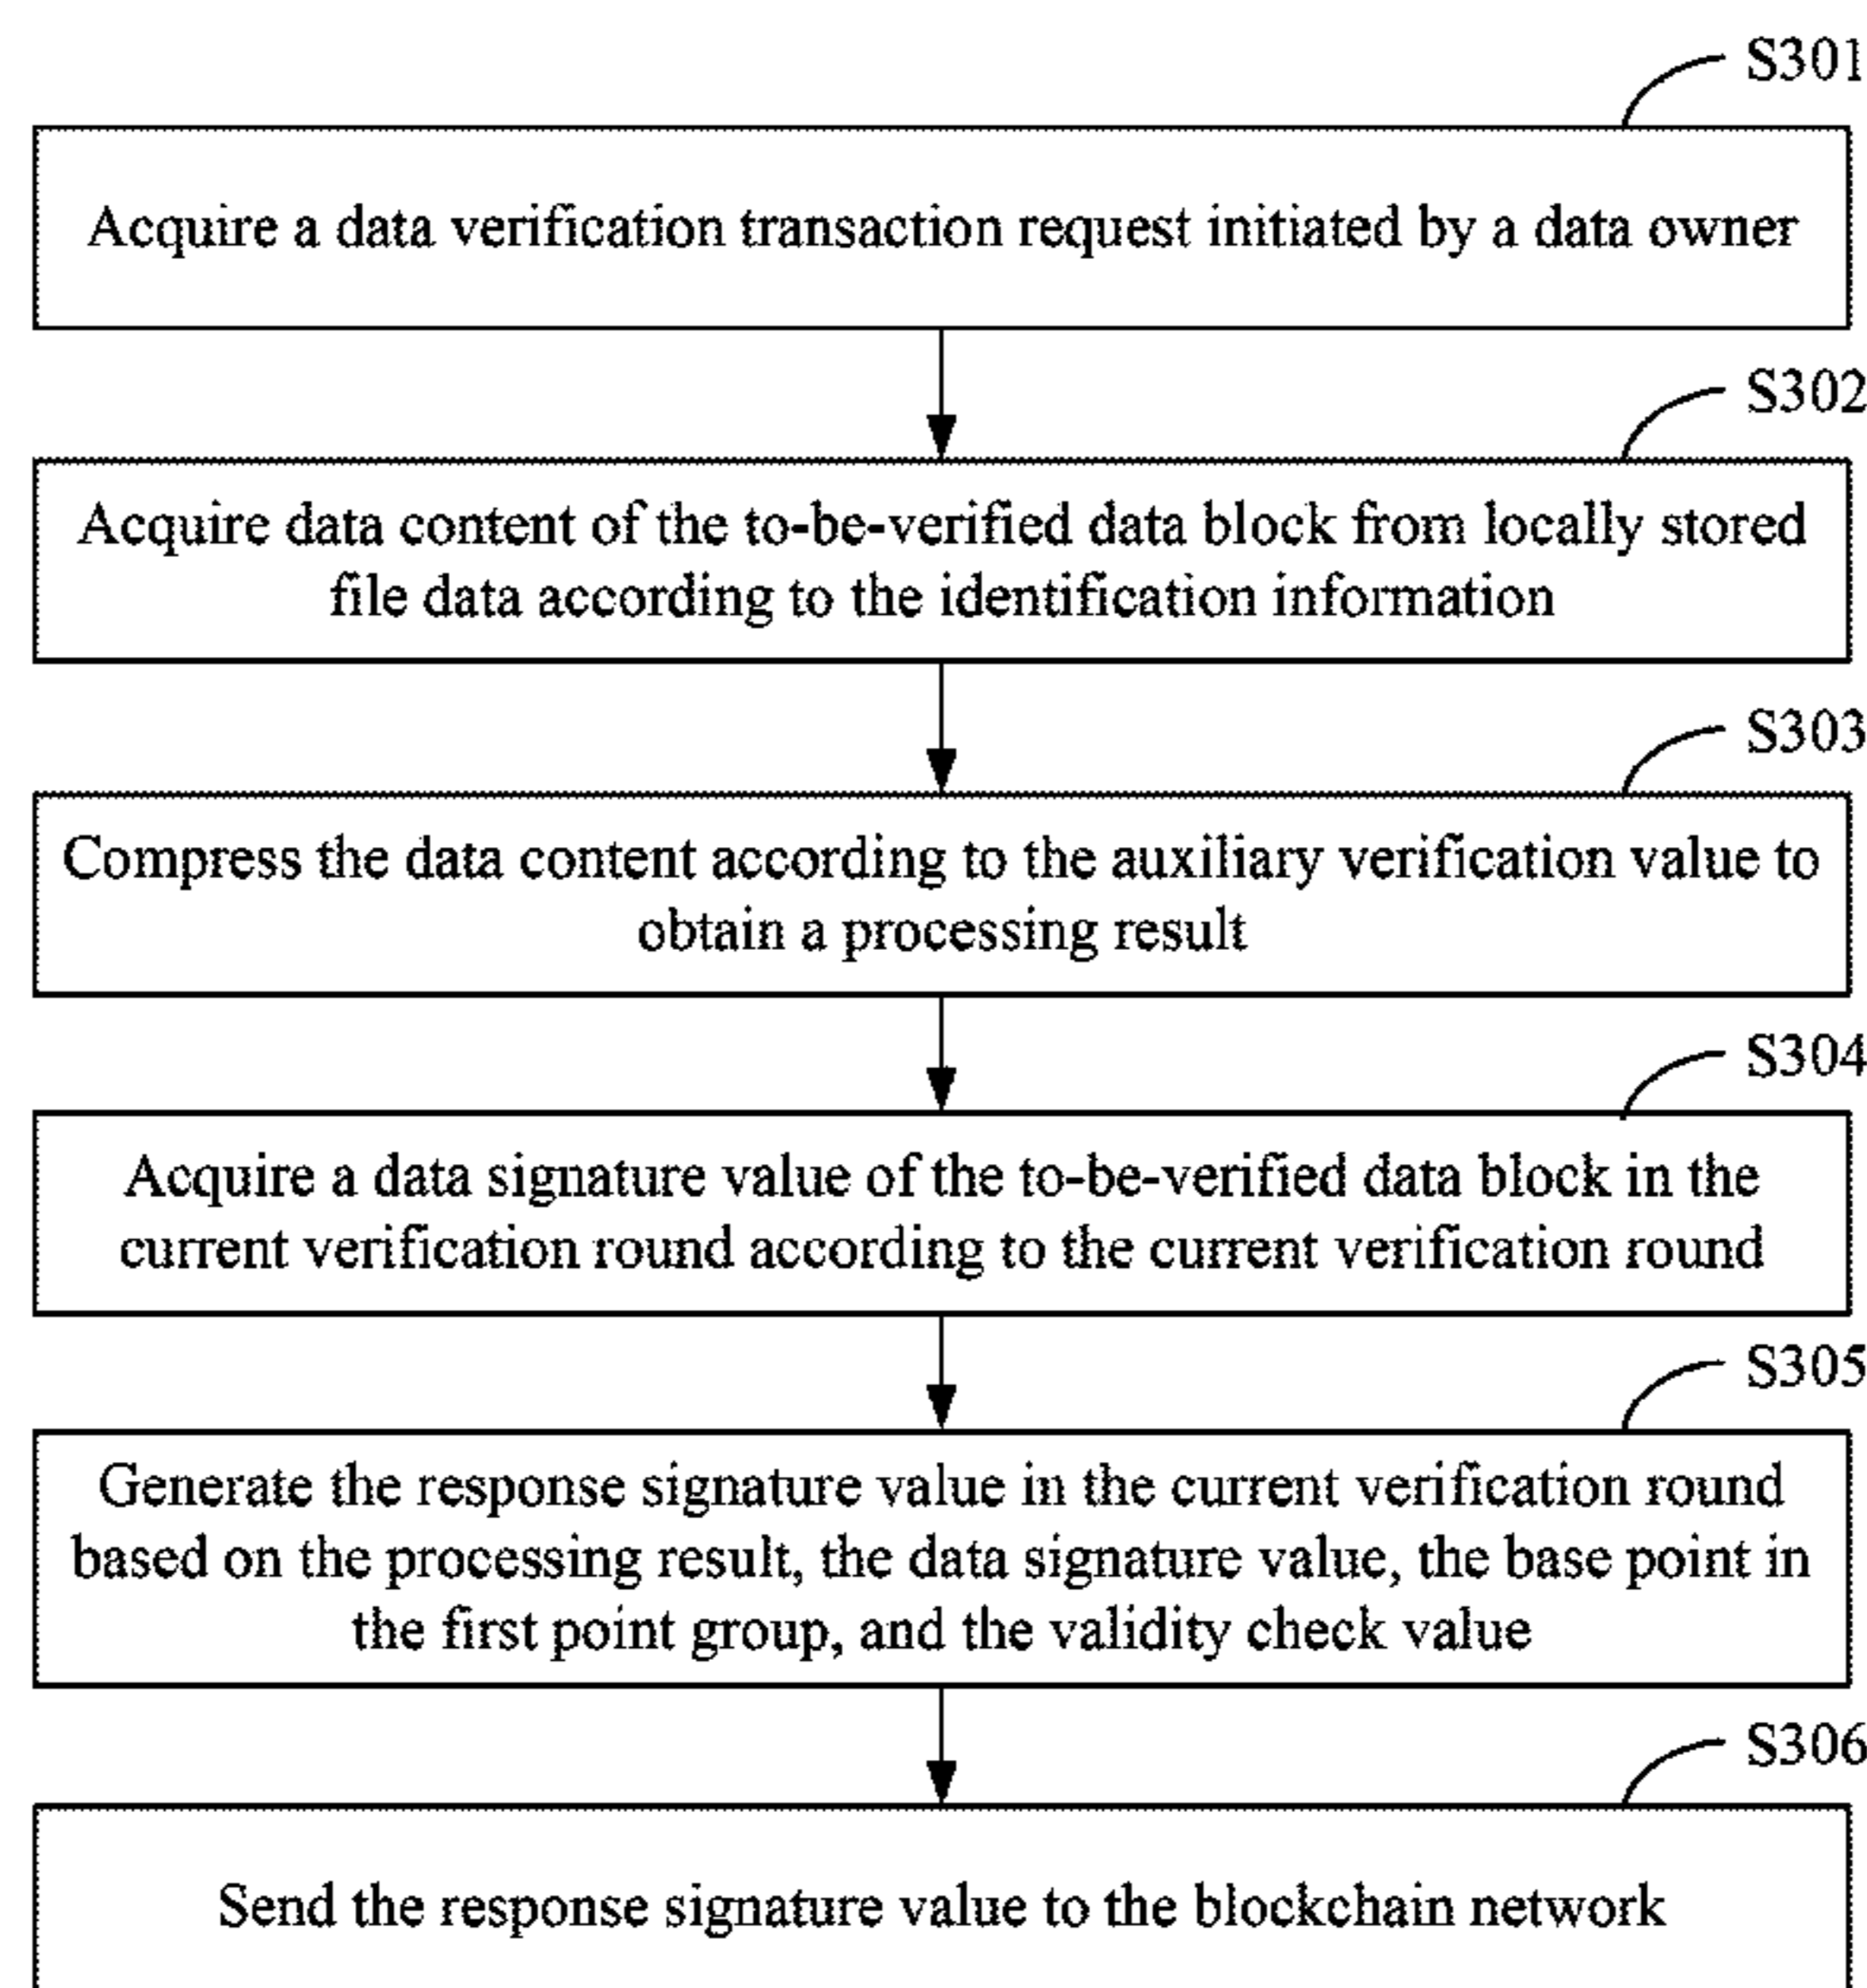 S301
Acquire a data verification transaction request initiated by a data owner
S302
Acquire data content of the to-be-verified data block from locally stored
file data according to the identification information
S303
Compress the data content according to the auxiliary verification value to
obtain a processing result
S304
Acquire a data signature value of the to-be-verified data block in the
current verification round according to the current verification round
S305
Generate the response signature value in the current verification round
based on the processing result, the data signature value, the base point in
the first point group, and the validity check value
S306
Send the response signature value to the blockchain network